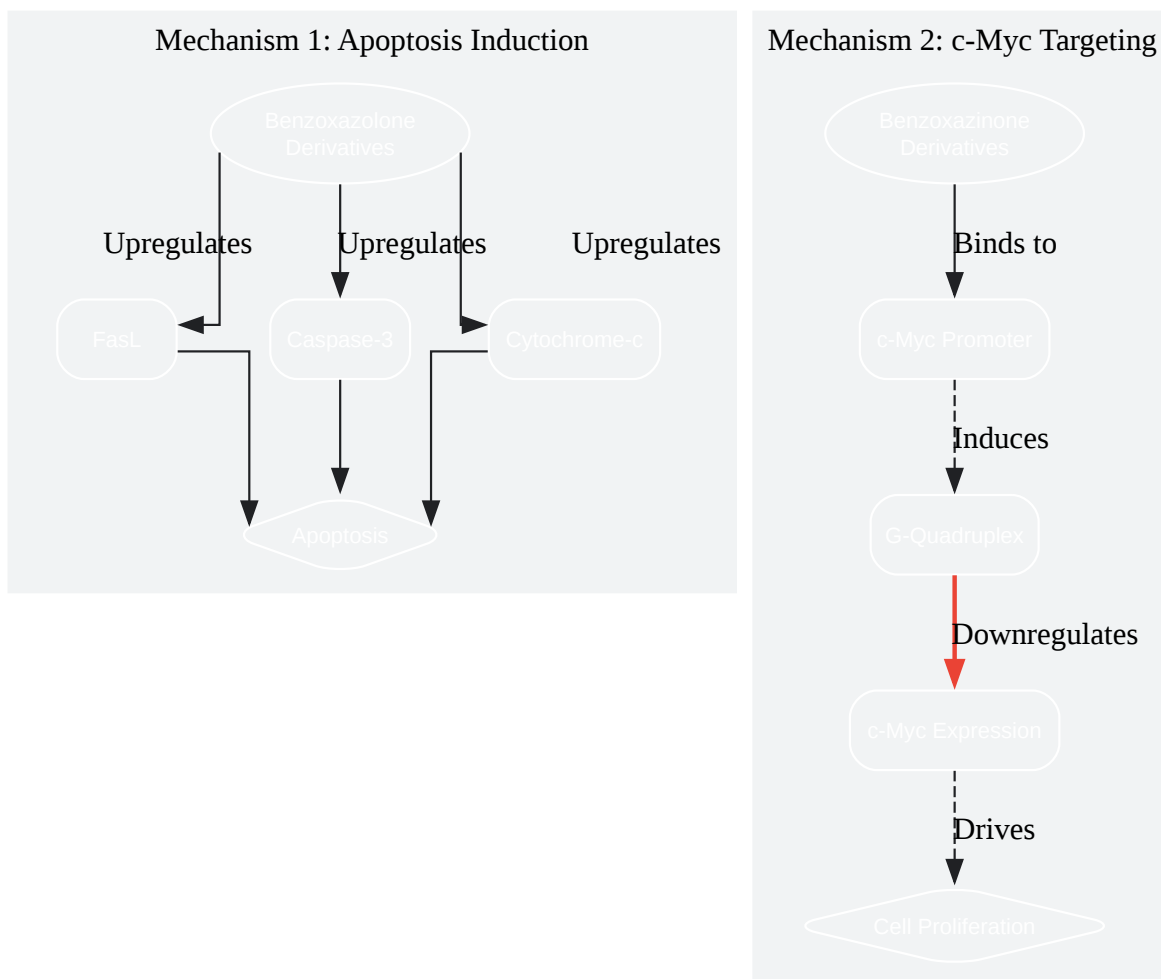 Mechanism 1: Apoptosis Induction
Benzoxazolone
Derivatives
Upregulates
Upregulates
Upregulates
FasL
Caspase-3
Cytochrome-c
Apoptosis
Mechanism 2: c-Myc Targeting
Benzoxazinone
Derivatives
Binds to
c-Myc Promoter
Induces
G-Quadruplex
Downregulates
c-Myc Expression
Drives
Cell Proliferation